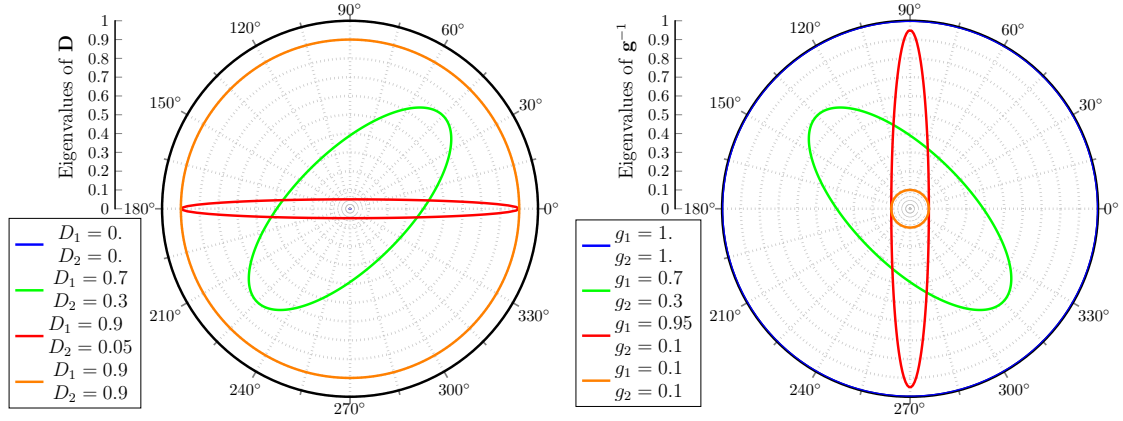 Eigenvalues of D
1
0.9
0.8
0.7
0.6
0.5
0.4
0.3
0.2
0.1
0
90°
120°
60°
150°
30°
180°
0°
210°
330°
240°
300°
270°
D₁ = 0.
D₂ = 0.
D₁ = 0.7
D₂ = 0.3
D₁ = 0.9
D₂ = 0.05
D₁ = 0.9
D₂ = 0.9
Eigenvalues of g⁻¹
1
0.9
0.8
0.7
0.6
0.5
0.4
0.3
0.2
0.1
0
90°
120°
60°
150°
30°
180°
0°
210°
330°
240°
300°
270°
g₁ = 1.
g₂ = 1.
g₁ = 0.7
g₂ = 0.3
g₁ = 0.95
g₂ = 0.1
g₁ = 0.1
g₂ = 0.1